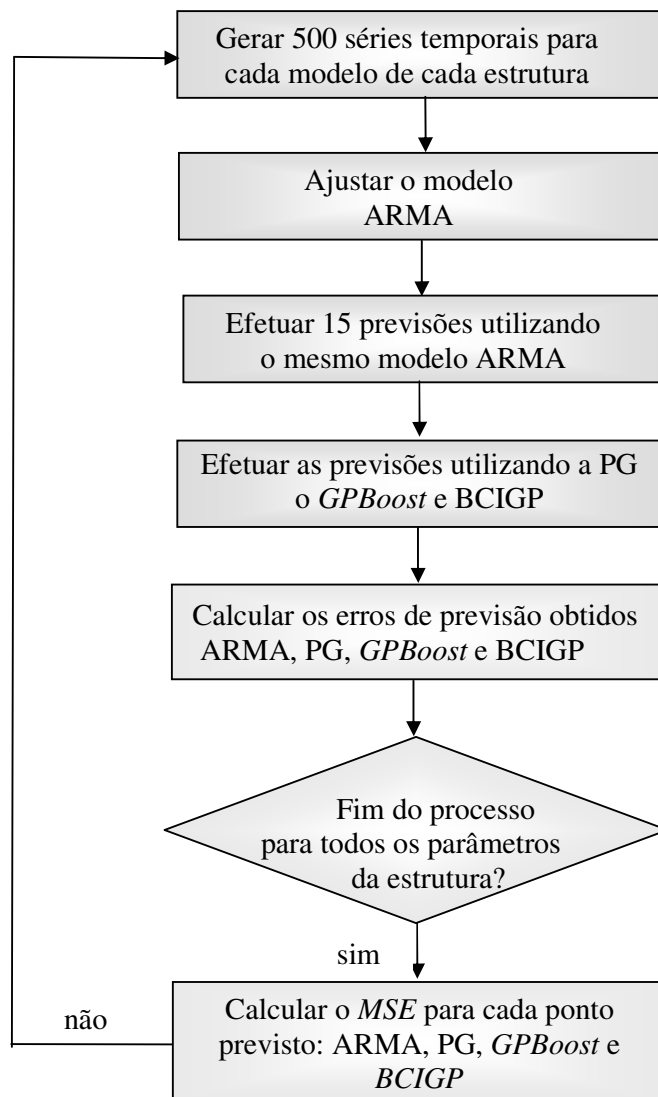 Gerar 500 séries temporais para
cada modelo de cada estrutura
Ajustar o modelo
ARMA
Efetuar 15 previsões utilizando
o mesmo modelo ARMA
Efetuar as previsões utilizando a PG
o GPBoost e BCIGP
Calcular os erros de previsão obtidos
ARMA, PG, GPBoost e BCIGP
Fim do processo
para todos os parâmetros
da estrutura?
sim
não
Calcular o MSE para cada ponto
previsto: ARMA, PG, GPBoost e
BCIGP